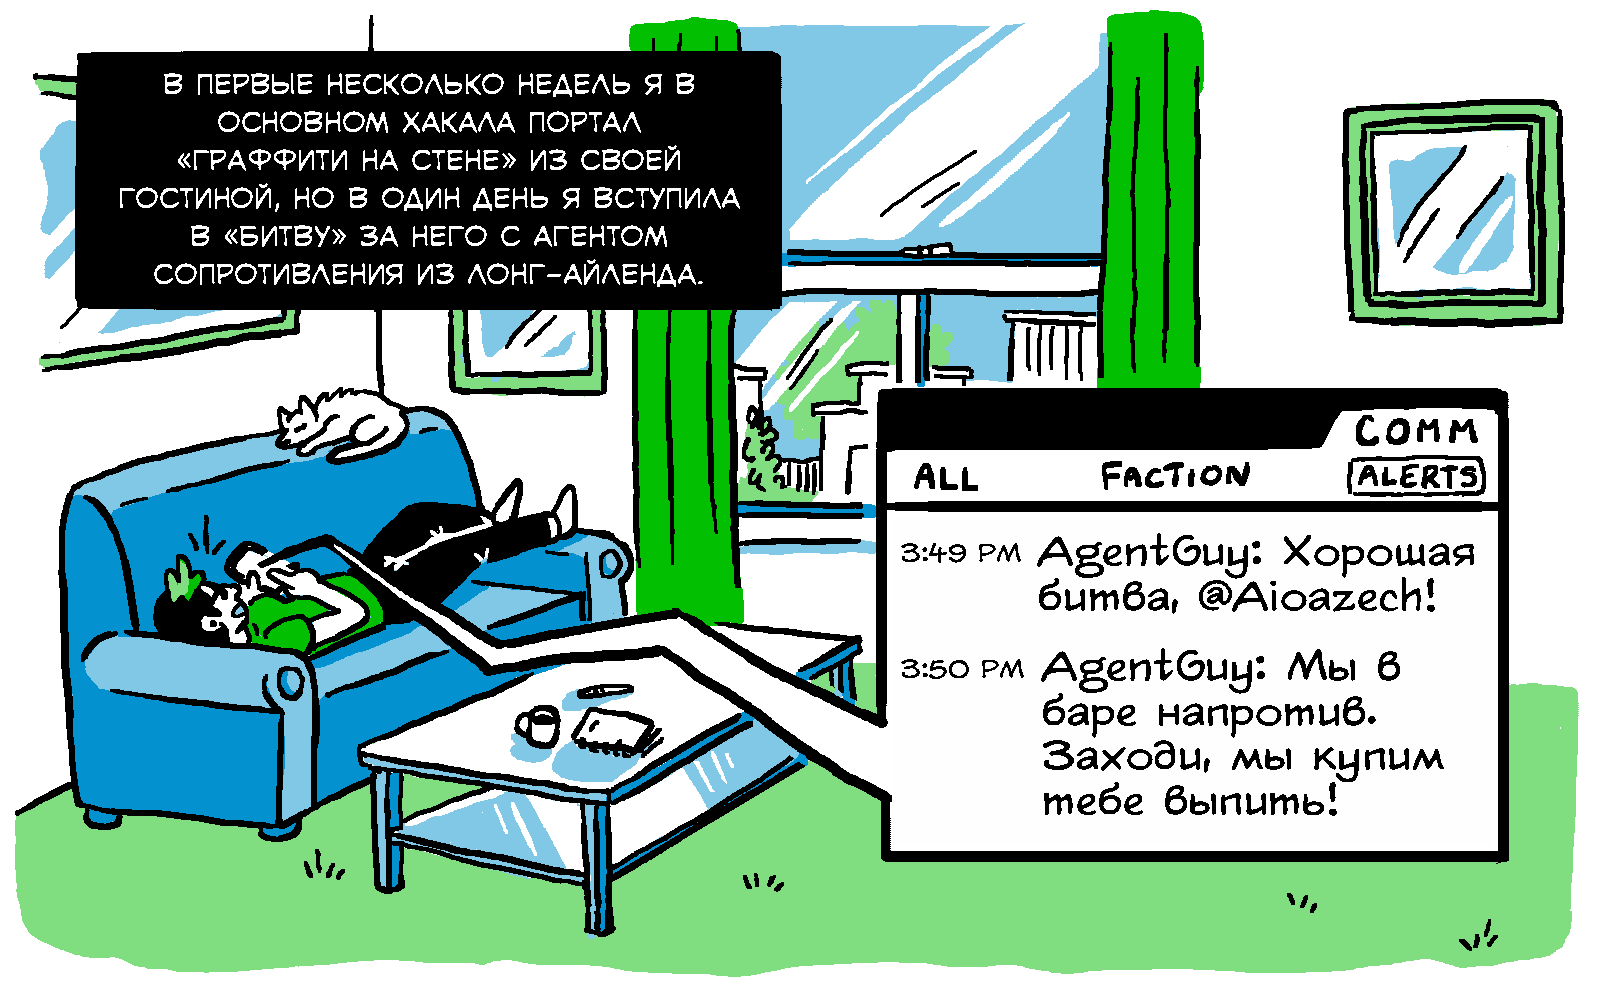 В ПЕРВЫЕ НЕСКОЛЬКО НЕДЕЛЬ Я В
ОСНОВНОМ ХАКАЛА ПОРТАЛ
«ГРАФФИТИ НА СТЕНЕ» ИЗ СВОЕЙ
ГОСТИНОЙ, НО В ОДИН ДЕНЬ Я ВСТУПИЛА
В «БИТВУ» ЗА НЕГО С АГЕНТОМ
СОПРОТИВЛЕНИЯ ИЗ ЛОНГ-АЙЛЕНДА.
COMM
ALL FACTION ALERTS
3:49 PM AgentGuy: Хорошая
битва, @Aioazech!
3:50 PM AgentGuy: Мы в
баре напротив.
Заходи, мы купим
тебе выпить!